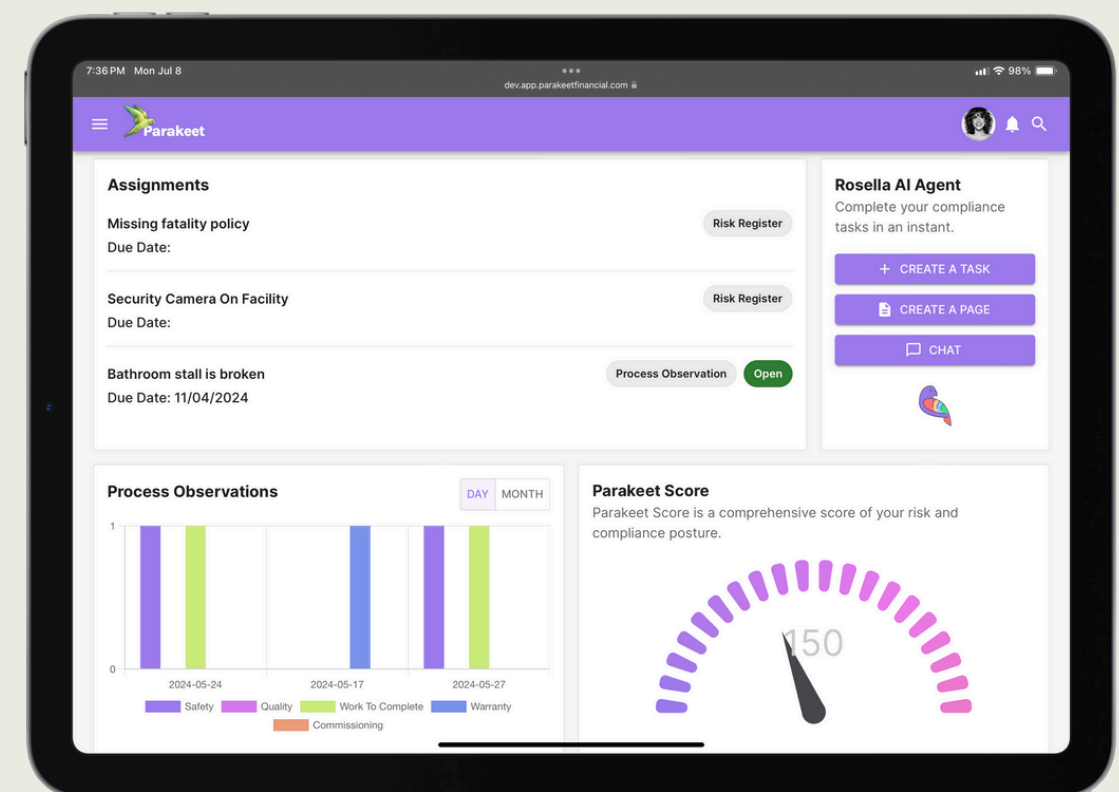 7:36 PM Mon Jul 8
dev.app.parakeetfinancial.com
98%
Parakeet
Assignments
Missing fatality policy
Risk Register
Due Date:
Security Camera On Facility
Risk Register
Due Date:
Bathroom stall is broken
Process Observation
Open
Due Date: 11/04/2024
Rosella AI Agent
Complete your compliance
tasks in an instant.
+ CREATE A TASK
CREATE A PAGE
CHAT
Process Observations
DAY MONTH
1
0
2024-05-24 2024-05-17 2024-05-27
Safety Quality Work To Complete Warranty
Commissioning
Parakeet Score
Parakeet Score is a comprehensive score of your risk and
compliance posture.
150